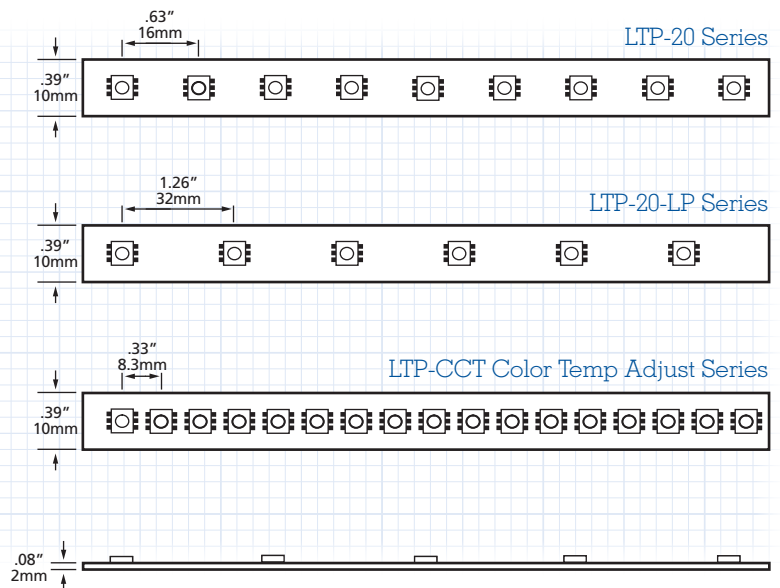 .63”
16mm
LTP-20 Series
.39”
10mm
1.26”
32mm
LTP-20-LP Series
.39”
10mm
.33”
8.3mm
LTP-CCT Color Temp Adjust Series
.39”
10mm
.08”
2mm